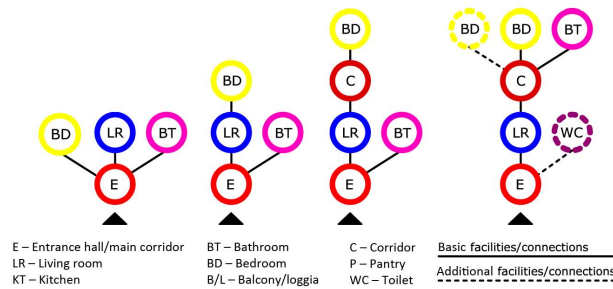 BD
BD BD BT
BD C C
BD LR BT LR BT LR BT LR WC
E E E E
E – Entrance hall/main corridor BT – Bathroom C – Corridor Basic facilities/connections
LR – Living room BD – Bedroom P – Pantry
KT – Kitchen B/L – Balcony/loggia WC – Toilet Additional facilities/connections